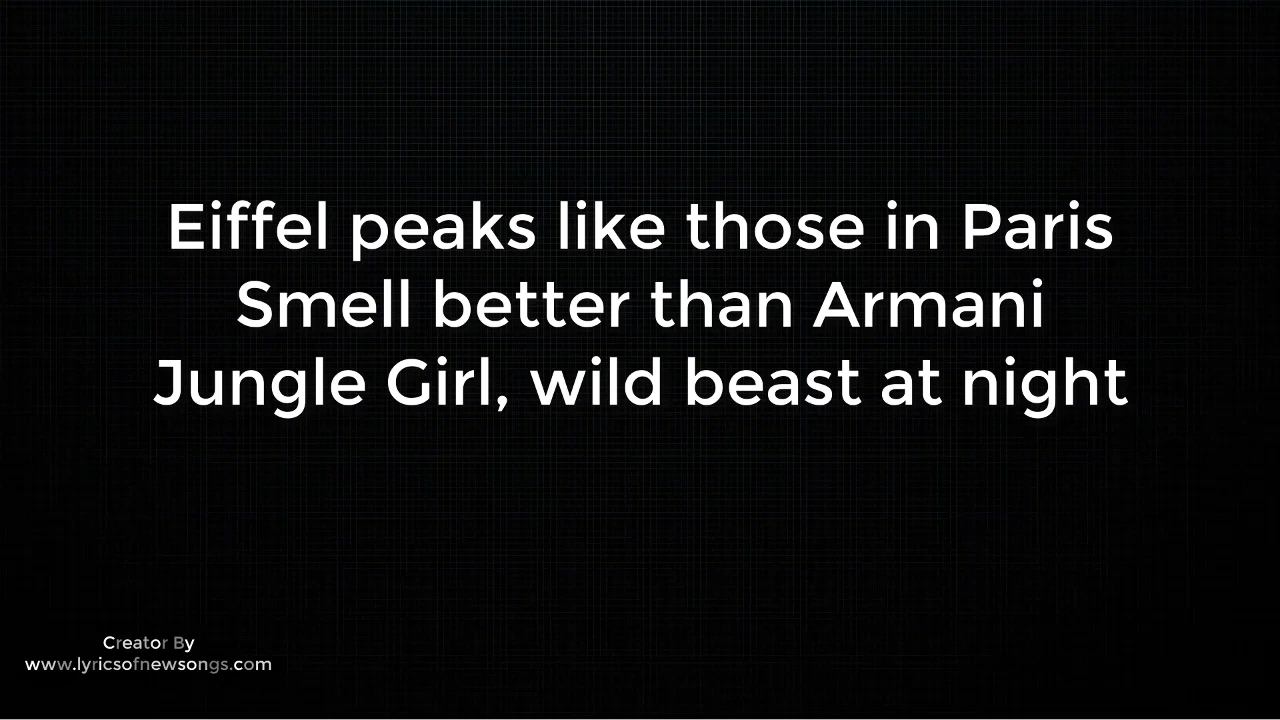 Eiffel peaks like those in Paris
Smell better than Armani
Jungle Girl, wild beast at night
Creator By
www.lyricsofnewsongs.com